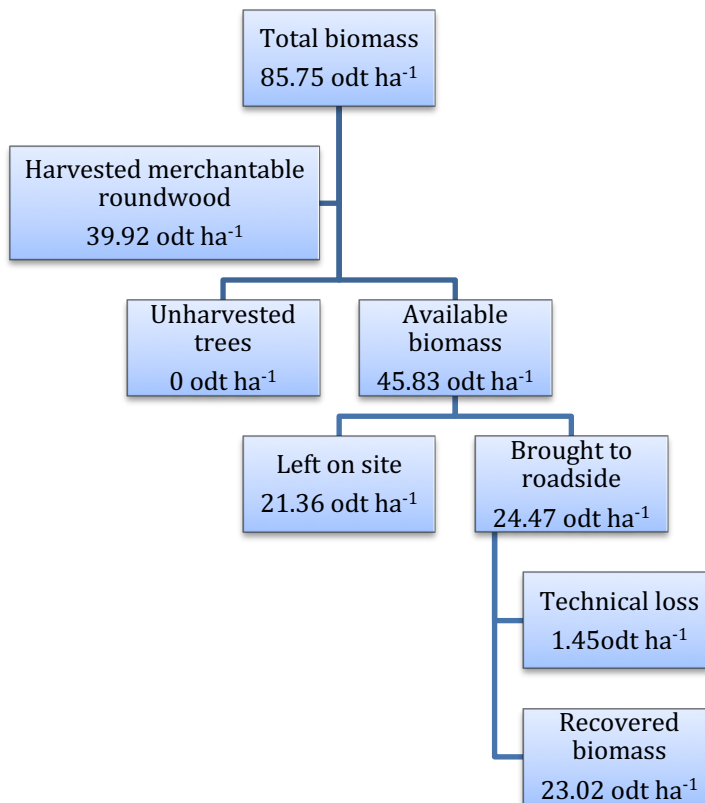 Total biomass
85.75 odt ha⁻¹
Harvested merchantable
roundwood
39.92 odt ha⁻¹
Unharvested
trees
0 odt ha⁻¹
Available
biomass
45.83 odt ha⁻¹
Left on site
21.36 odt ha⁻¹
Brought to
roadside
24.47 odt ha⁻¹
Technical loss
1.45odt ha⁻¹
Recovered
biomass
23.02 odt ha⁻¹